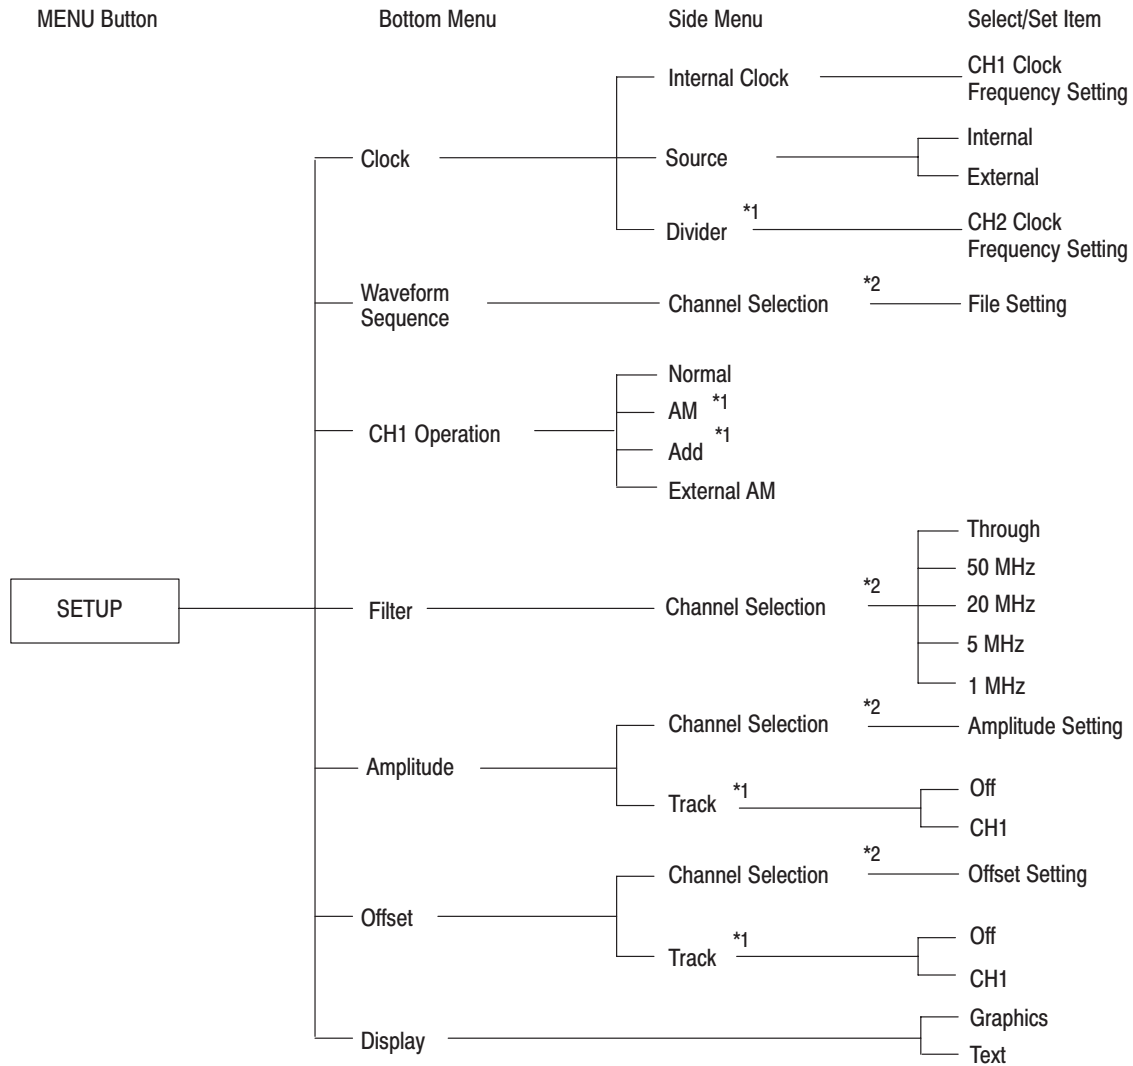 MENU Button
Bottom Menu
Side Menu
Select/Set Item
Internal Clock
CH1 Clock
Frequency Setting
Clock
Source
Internal
External
Divider *1
CH2 Clock
Frequency Setting
Waveform
Sequence
Channel Selection *2
File Setting
CH1 Operation
Normal
AM *1
Add *1
External AM
SETUP
Filter
Channel Selection *2
Through
50 MHz
20 MHz
5 MHz
1 MHz
Amplitude
Channel Selection *2
Amplitude Setting
Track *1
Off
CH1
Offset
Channel Selection *2
Offset Setting
Track *1
Off
CH1
Display
Graphics
Text